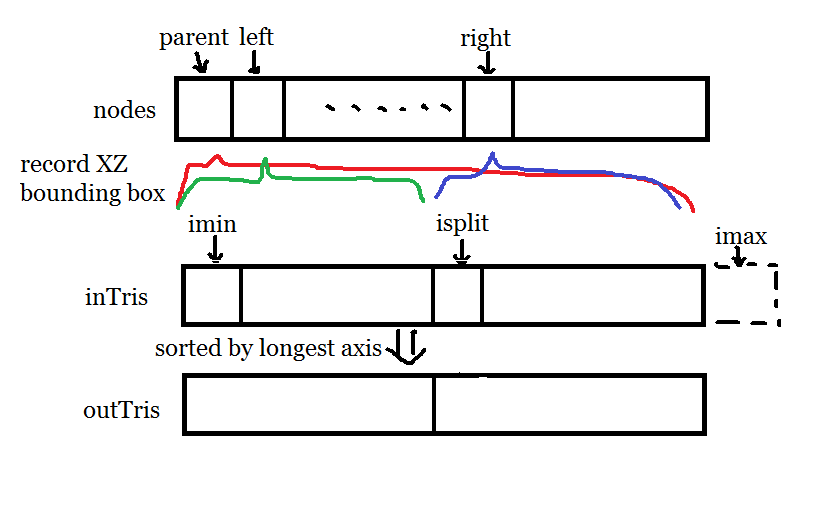 parent left right
nodes
record XZ
bounding box
imin isplit imax
inTris
sorted by longest axis
outTris